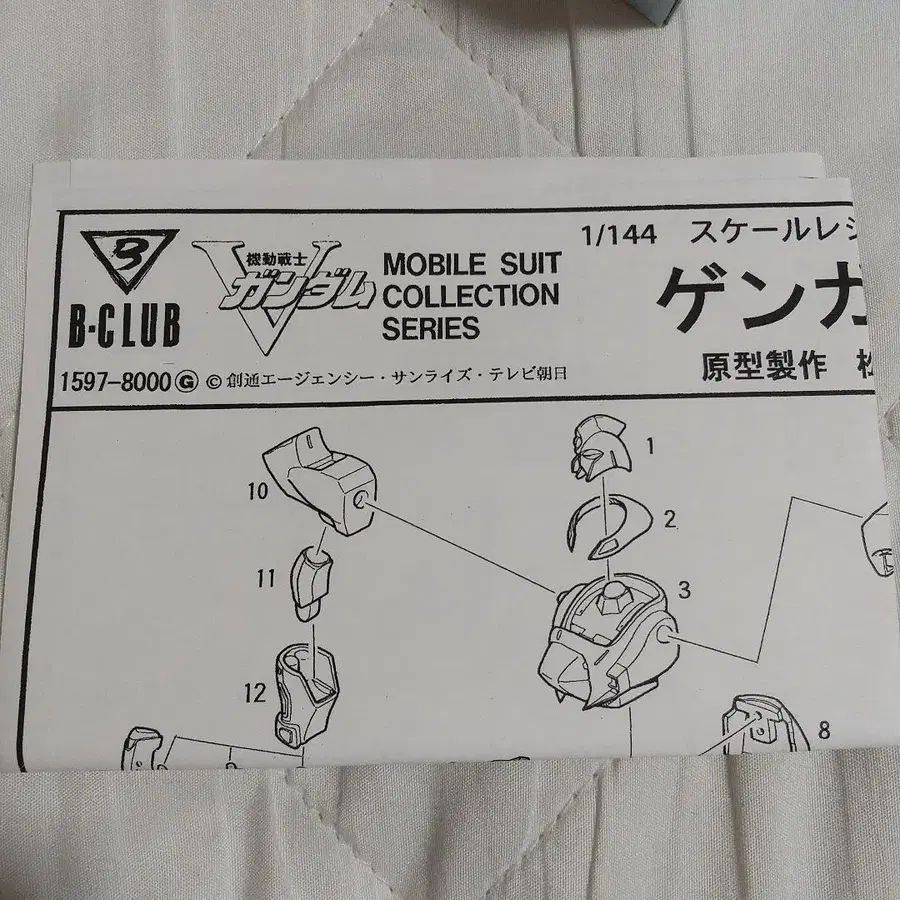 B-CLUB
機動戦士
Vガンダム
MOBILE SUIT
COLLECTION
SERIES
1/144 スケールレジ
ゲンガ
原型製作
1597-8000 Ⓖ © 創通エージェンシー・サンライズ・テレビ朝日
1
10
2
11
3
12
8